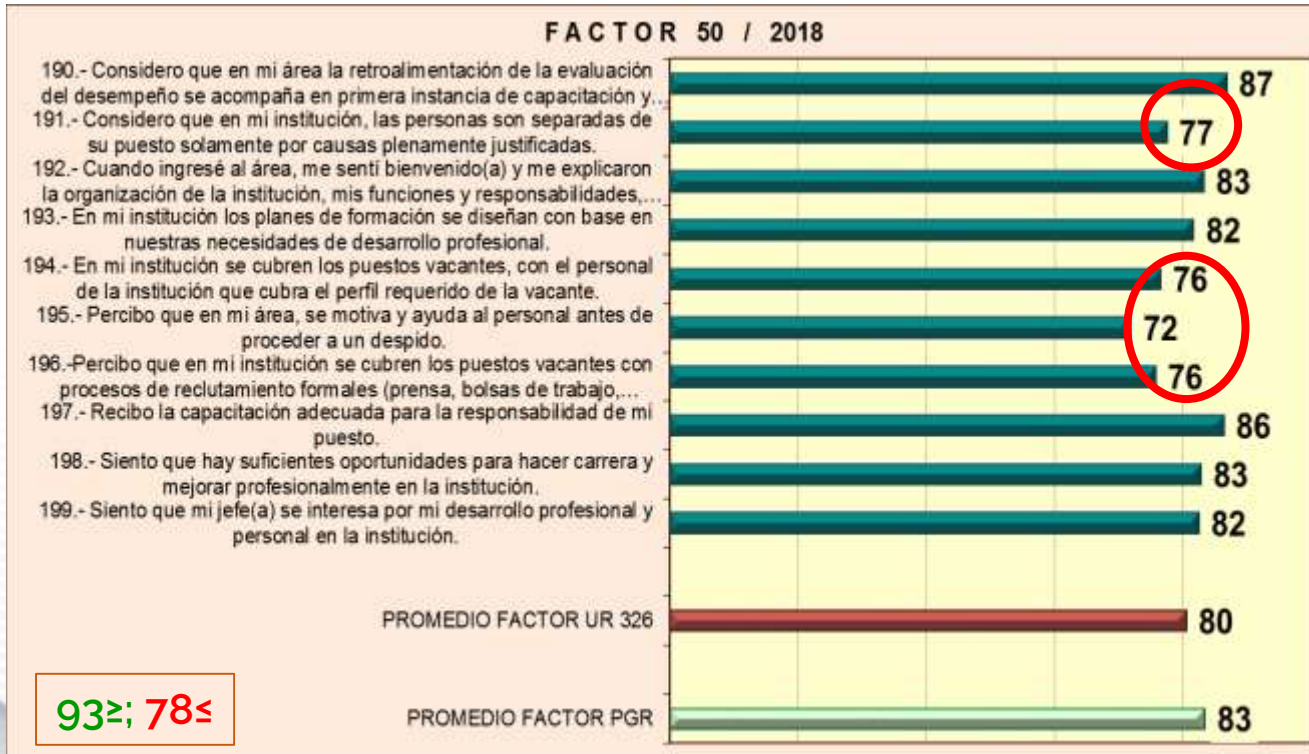 FACTOR 50 / 2018
190.- Considero que en mi área la retroalimentación de la evaluación
del desempeño se acompaña en primera instancia de capacitación y...
87
191.- Considero que en mi institución, las personas son separadas de
su puesto solamente por causas plenamente justificadas.
77
192.- Cuando ingresé al área, me sentí bienvenido(a) y me explicaron
la organización de la institución, mis funciones y responsabilidades,...
83
193.- En mi institución los planes de formación se diseñan con base en
nuestras necesidades de desarrollo profesional.
82
194.- En mi institución se cubren los puestos vacantes, con el personal
de la institución que cubra el perfil requerido de la vacante.
76
195.- Percibo que en mi área, se motiva y ayuda al personal antes de
proceder a un despido.
72
196.-Percibo que en mi institución se cubren los puestos vacantes con
procesos de reclutamiento formales (prensa, bolsas de trabajo,...
76
197.- Recibo la capacitación adecuada para la responsabilidad de mi
puesto.
86
198.- Siento que hay suficientes oportunidades para hacer carrera y
mejorar profesionalmente en la institución.
83
199.- Siento que mi jefe(a) se interesa por mi desarrollo profesional y
personal en la institución.
82
PROMEDIO FACTOR UR 326
80
PROMEDIO FACTOR PGR
83
93≥; 78≤